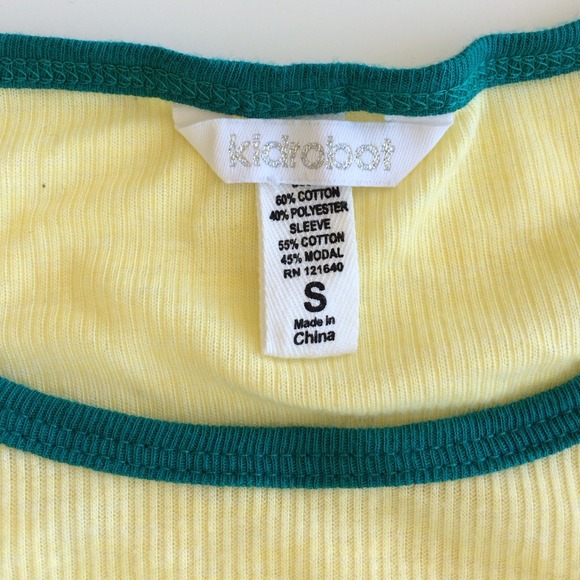 kidrobot
60% COTTON
40% POLYESTER
SLEEVE
55% COTTON
45% MODAL
RN 121640
S
Made in
China